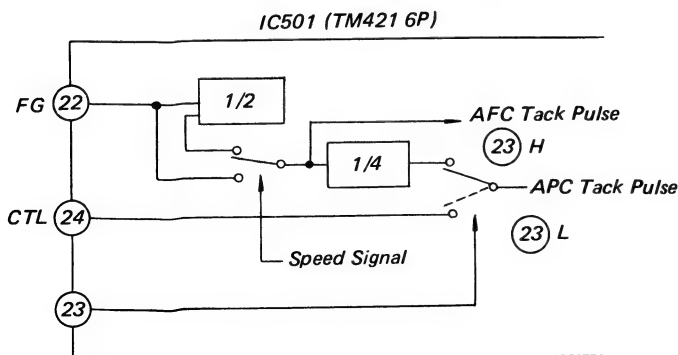 IC501 (TM421 6P)
FG 22
1/2
AFC Tack Pulse
23 H
1/4
APC Tack Pulse
CTL 24
23 L
Speed Signal
23